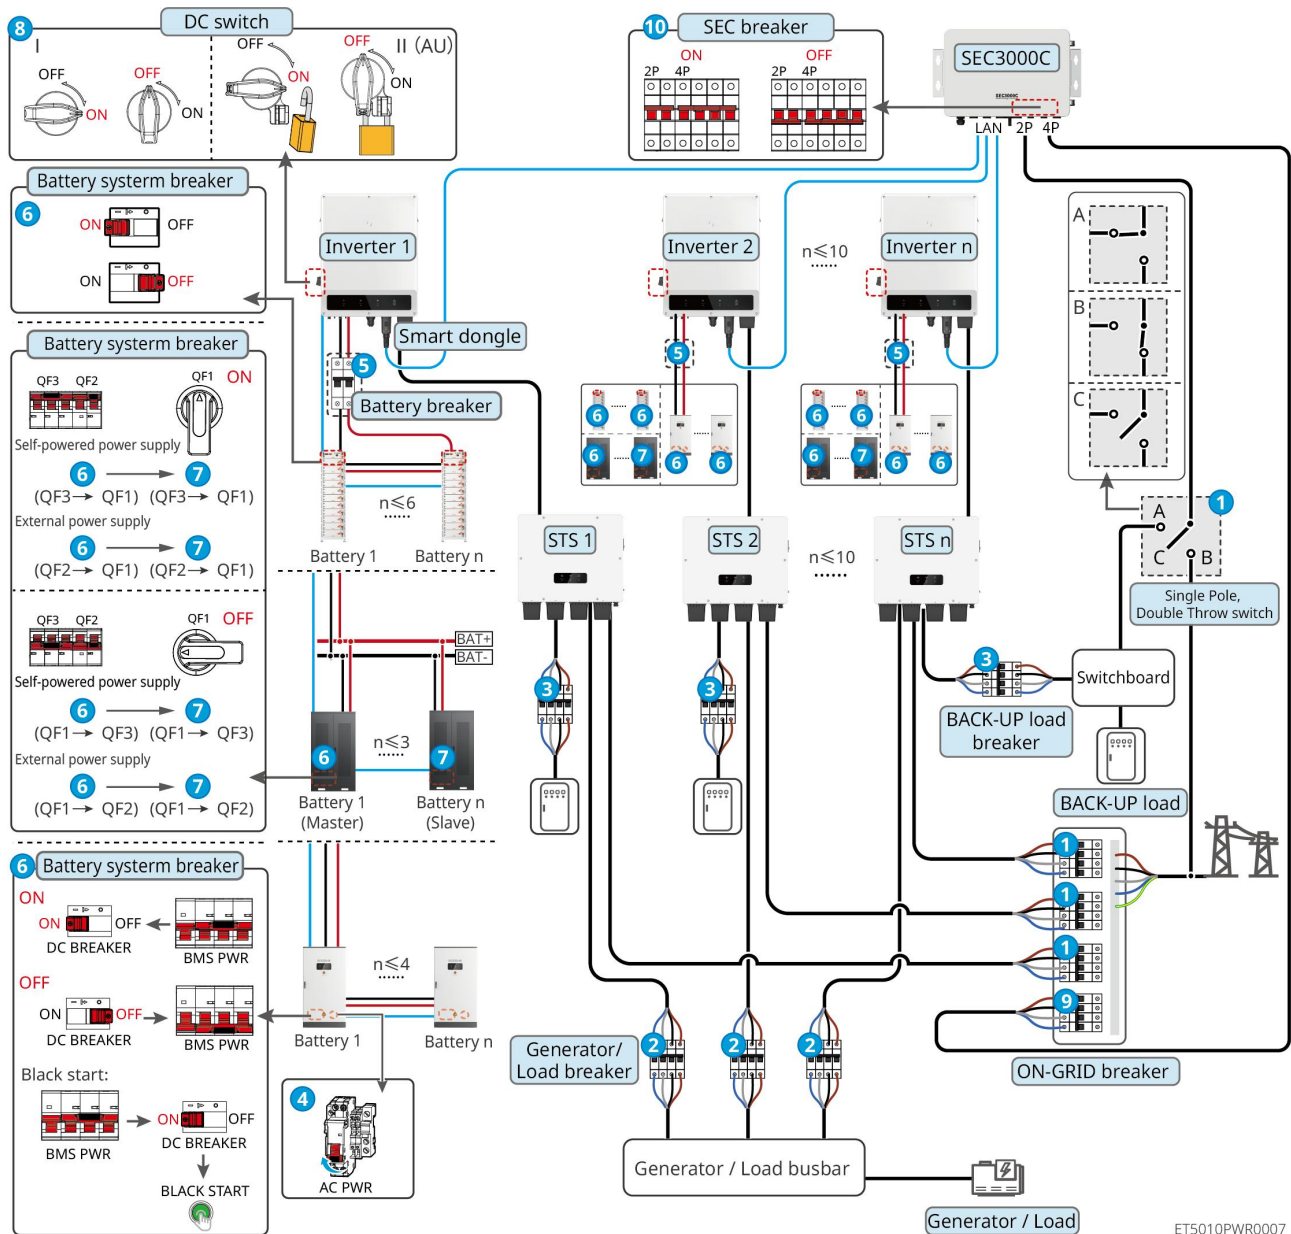 8
DC switch
I
OFF
ON
OFF
ON
OFF
ON
II (AU)
OFF
ON
10
SEC breaker
ON
2P 4P
OFF
2P 4P
SEC3000C
SEC3000C
LAN 2P 4P
Battery systerm breaker
6
ON OFF
ON OFF
Inverter 1
Inverter 2
n≤10
......
Inverter n
Smart dongle
5
Battery breaker
5
5
6 ...... 6
6 ...... 7
6 6
6 ...... 6
6 ...... 7
6 6
A
B
C
Battery systerm breaker
QF3 QF2
QF1 ON
Self-powered power supply
6 7
(QF3→ QF1) (QF3→ QF1)
External power supply
6 7
(QF2→ QF1) (QF2→ QF1)
QF3 QF2
QF1 OFF
Self-powered power supply
6 7
(QF1→ QF3) (QF1→ QF3)
External power supply
6 7
(QF1→ QF2) (QF1→ QF2)
n≤6
......
Battery 1
Battery n
STS 1
STS 2
n≤10
......
STS n
1
A
C B
Single Pole,
Double Throw switch
BAT+
BAT-
3
3
3
Switchboard
BACK-UP load
breaker
BACK-UP load
6
n≤3
......
7
Battery 1
(Master)
Battery n
(Slave)
1
1
1
9
ON-GRID breaker
6
Battery systerm breaker
ON
ON OFF
DC BREAKER
BMS PWR
OFF
ON OFF
DC BREAKER
BMS PWR
Black start:
BMS PWR
ON OFF
DC BREAKER
BLACK START
n≤4
......
Battery 1
Battery n
4
AC PWR
Generator/
Load breaker
2
2
2
Generator / Load busbar
Generator / Load
ET5010PWR0007